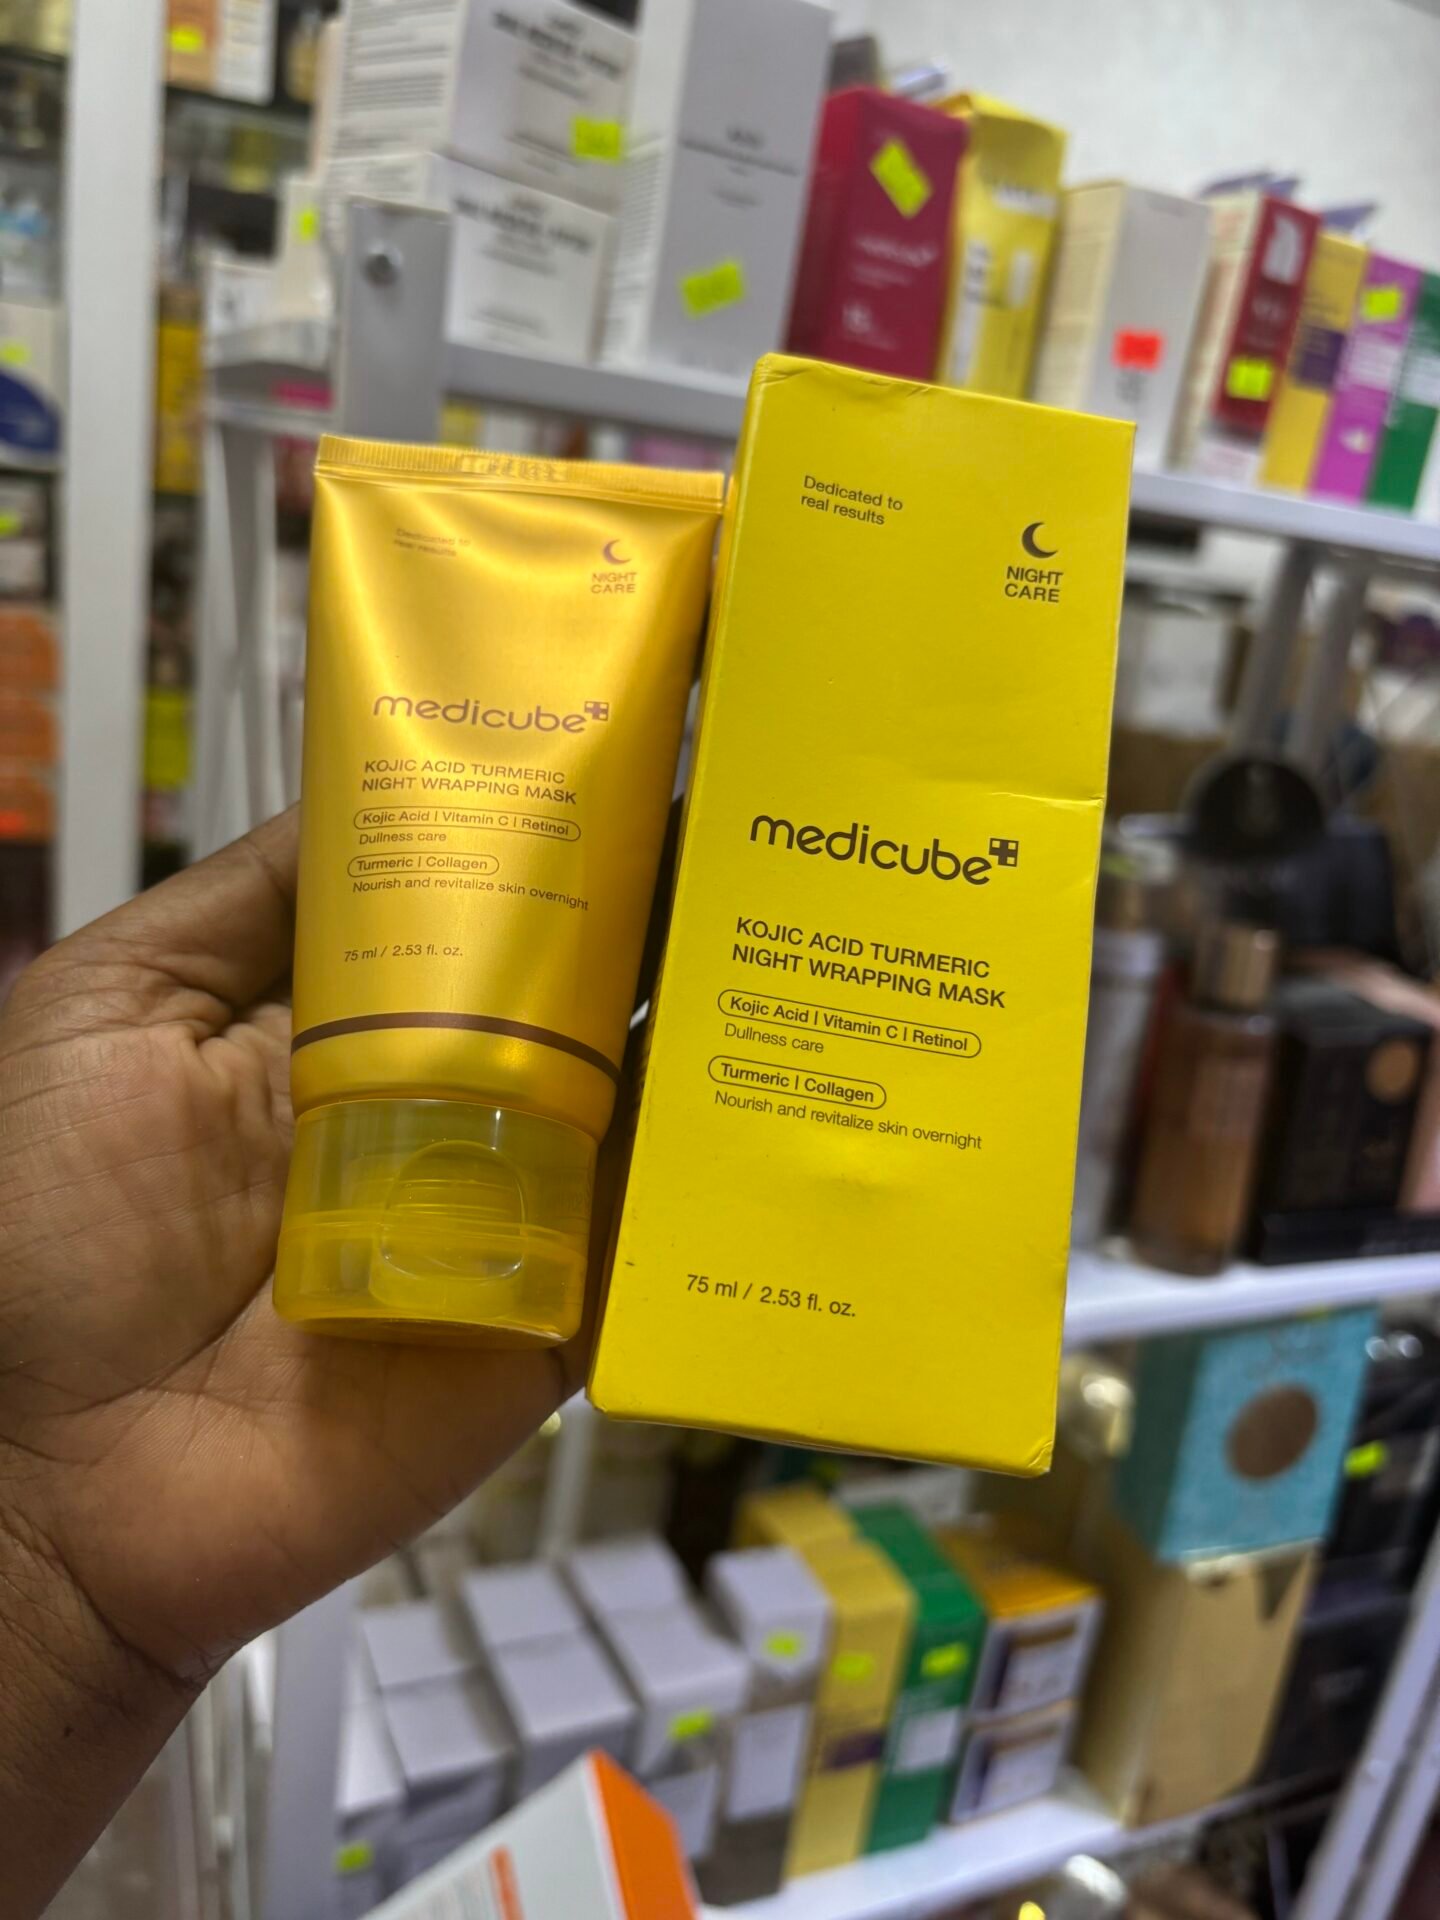 Dedicated to
real results
NIGHT
CARE
medicube
KOJIC ACID TURMERIC
NIGHT WRAPPING MASK
Kojic Acid | Vitamin C | Retinol
Dullness care
Turmeric | Collagen
Nourish and revitalize skin overnight
75 ml / 2.53 fl. oz.
Dedicated to
real results
NIGHT
CARE
medicube
KOJIC ACID TURMERIC
NIGHT WRAPPING MASK
Kojic Acid | Vitamin C | Retinol
Dullness care
Turmeric | Collagen
Nourish and revitalize skin overnight
75 ml / 2.53 fl. oz.